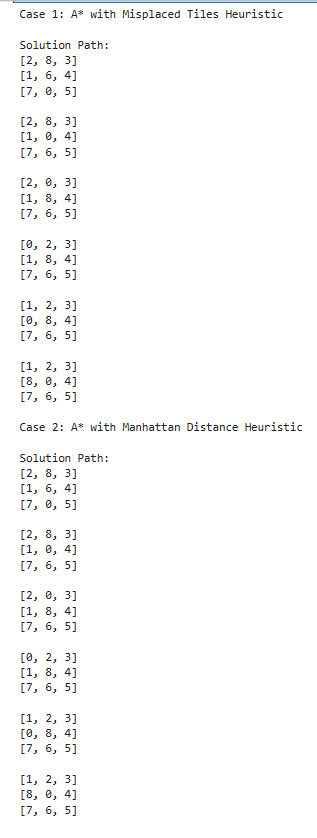 Case 1: A* with Misplaced Tiles Heuristic
Solution Path:
[2, 8, 3]
[1, 6, 4]
[7, 0, 5]
[2, 8, 3]
[1, 0, 4]
[7, 6, 5]
[2, 0, 3]
[1, 8, 4]
[7, 6, 5]
[0, 2, 3]
[1, 8, 4]
[7, 6, 5]
[1, 2, 3]
[0, 8, 4]
[7, 6, 5]
[1, 2, 3]
[8, 0, 4]
[7, 6, 5]
Case 2: A* with Manhattan Distance Heuristic
Solution Path:
[2, 8, 3]
[1, 6, 4]
[7, 0, 5]
[2, 8, 3]
[1, 0, 4]
[7, 6, 5]
[2, 0, 3]
[1, 8, 4]
[7, 6, 5]
[0, 2, 3]
[1, 8, 4]
[7, 6, 5]
[1, 2, 3]
[0, 8, 4]
[7, 6, 5]
[1, 2, 3]
[8, 0, 4]
[7, 6, 5]